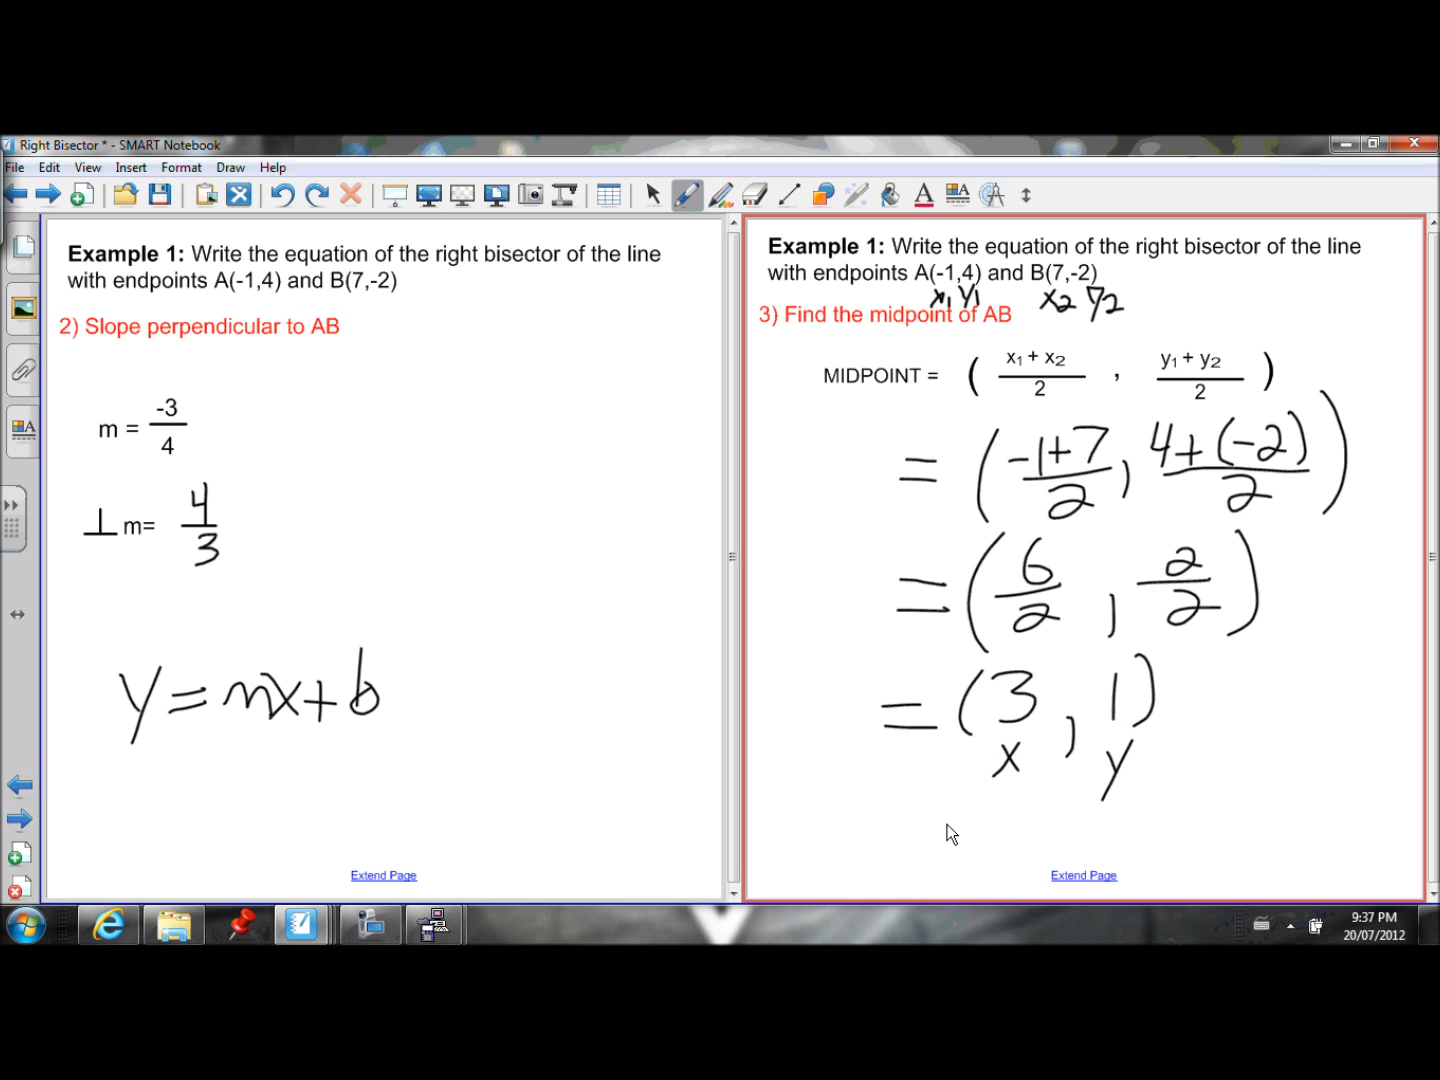 Right Bisector * - SMART Notebook
File Edit View Insert Format Draw Help
Example 1: Write the equation of the right bisector of the line
with endpoints A(-1,4) and B(7,-2)
2) Slope perpendicular to AB
m = -3/4
⊥ m= 4/3
y = mx+b
Extend Page
Example 1: Write the equation of the right bisector of the line
with endpoints A(-1,4) and B(7,-2)
x1 y1 x2 y2
3) Find the midpoint of AB
MIDPOINT = ( x1 + x2 / 2 , y1 + y2 / 2 )
= ( -1+7 / 2 , 4+(-2) / 2 )
= ( 6/2 , 2/2 )
= (3, 1)
x y
Extend Page
9:37 PM
20/07/2012